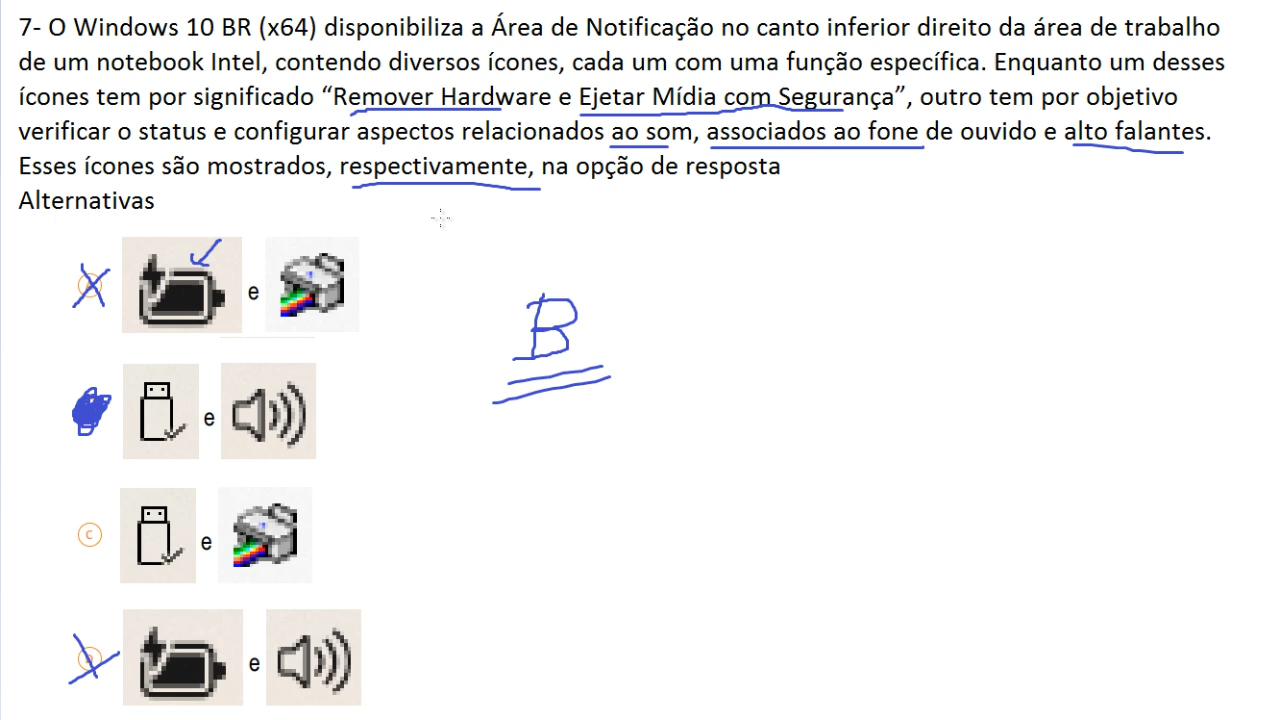 7- O Windows 10 BR (x64) disponibiliza a Área de Notificação no canto inferior direito da área de trabalho
de um notebook Intel, contendo diversos ícones, cada um com uma função específica. Enquanto um desses
ícones tem por significado “Remover Hardware e Ejetar Mídia com Segurança”, outro tem por objetivo
verificar o status e configurar aspectos relacionados ao som, associados ao fone de ouvido e alto falantes.
Esses ícones são mostrados, respectivamente, na opção de resposta
Alternativas
e
B
e
C e
e